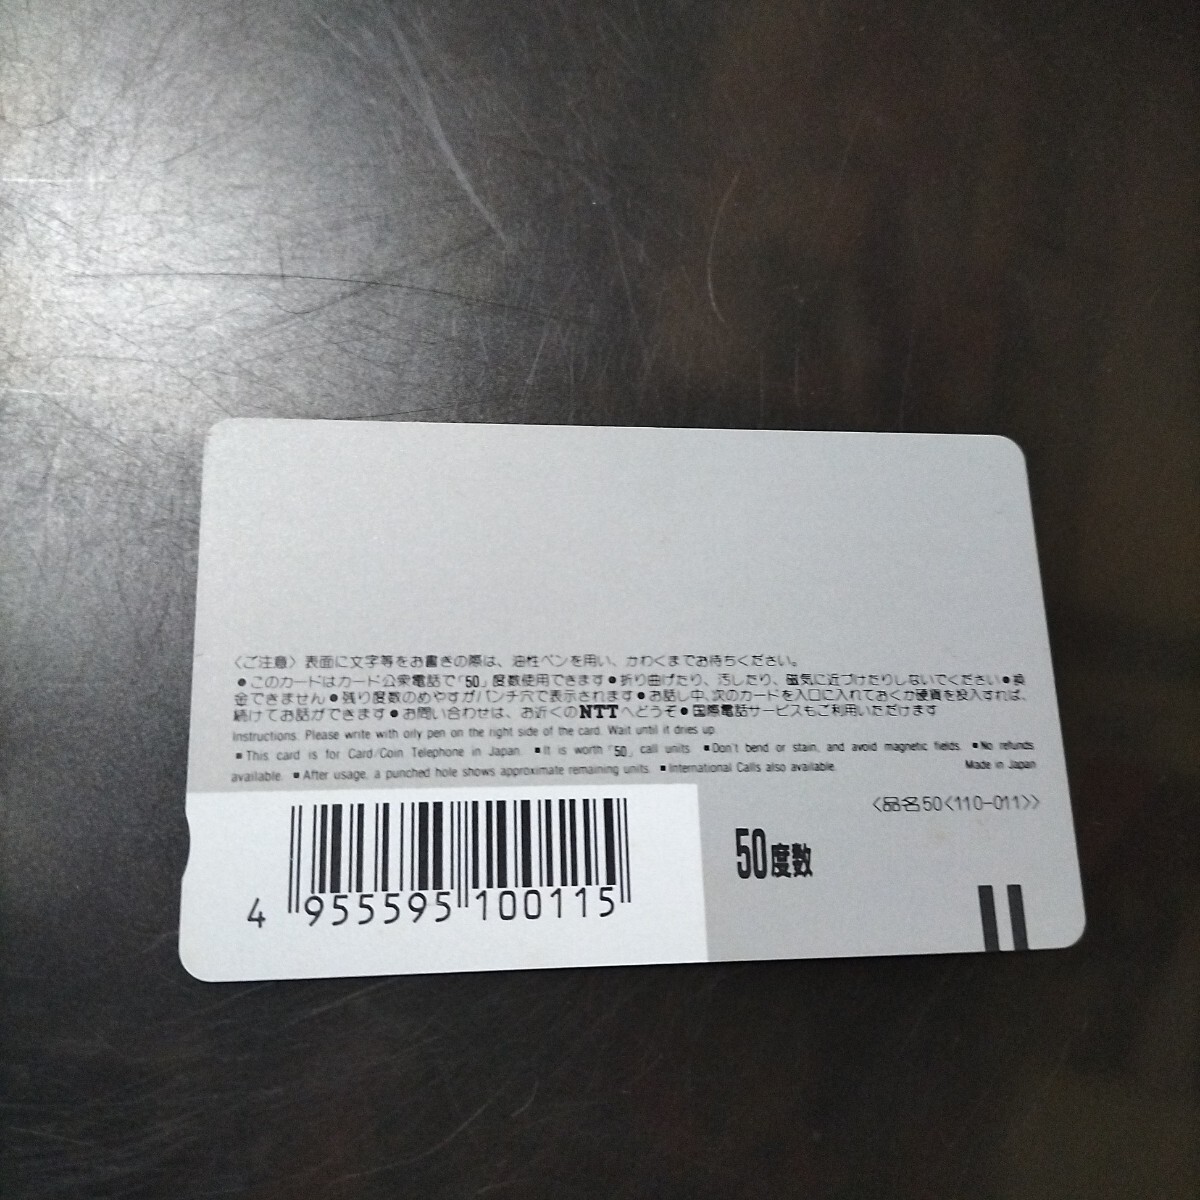 〈ご注意〉表面に文字等をお書きの際は、油性ペンを用い、かわくまでお待ちください。
●このカードはカード公衆電話で「50」度数使用できます●折り曲げたり、汚したり、磁気に近づけたりしないでください●換
金できません●残り度数のめやすがパンチ穴で表示されます●お話し中、次のカードを入口に入れておくか硬貨を投入すれば、
続けてお話ができます●お問い合わせは、お近くのNTTへどうぞ●国際電話サービスもご利用いただけます
Instructions. Please write with oily pen on the right side of the card. Wait until it dries up.
■This card is for Card/Coin Telephone in Japan. ■It is worth「50」call units. ■Don't bend or stain, and avoid magnetic fields. ■No refunds
available. ■After usage, a punched hole shows approximate remaining units. ■International Calls also available.
Made in Japan
〈品名50〈110-011〉〉
50度数
4 955595 100115